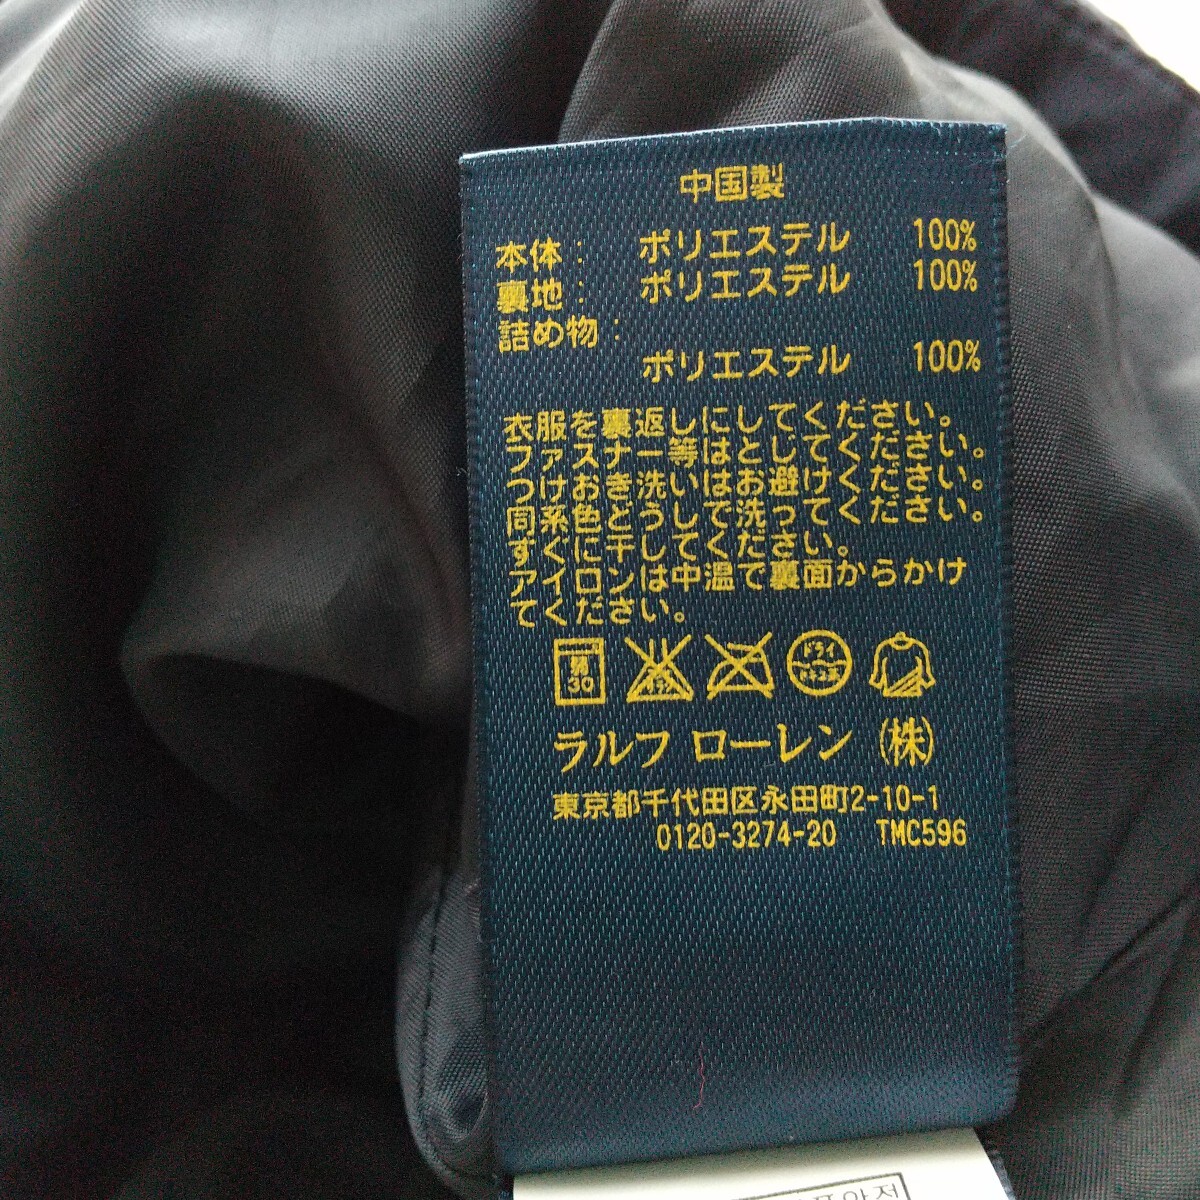 中国製
本体： ポリエステル 100%
裏地： ポリエステル 100%
詰め物：
ポリエステル 100%
衣服を裏返しにしてください。
ファスナー等はとじてください。
つけおき洗いはお避けください。
同系色どうしで洗ってください。
すぐに干してください。
アイロンは中温で裏面からかけ
てください。
弱 30 ドライ
ラルフ ローレン (株)
東京都千代田区永田町2-10-1
0120-3274-20 TMC596